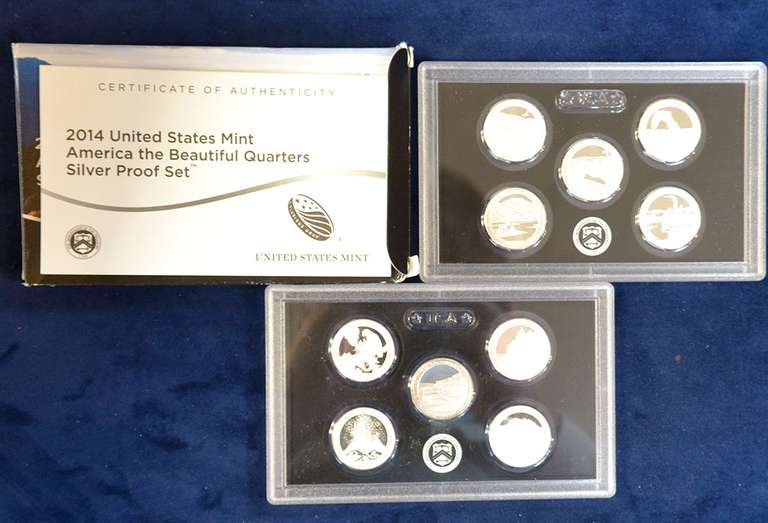 CERTIFICATE OF AUTHENTICITY
2014 United States Mint
America the Beautiful Quarters
Silver Proof Set™
UNITED STATES MINT